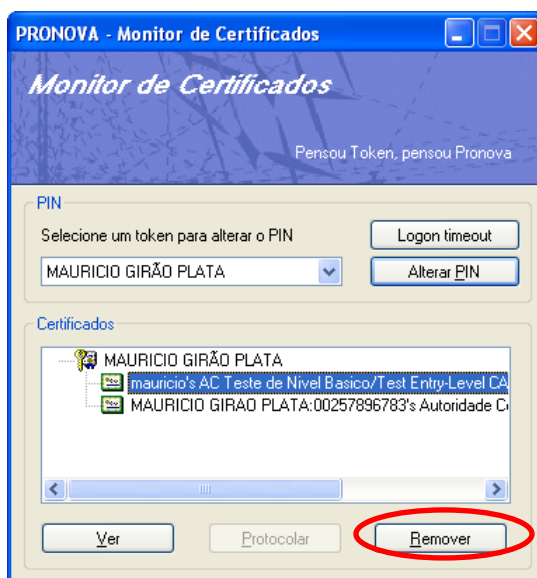 PRONOVA - Monitor de Certificados
Monitor de Certificados
Pensou Token, pensou Pronova
PIN
Selecione um token para alterar o PIN
Logon timeout
MAURICIO GIRÃO PLATA
Alterar PIN
Certificados
MAURICIO GIRÃO PLATA
mauricio's AC Teste de Nivel Basico/Test Entry-Level CA
MAURICIO GIRAO PLATA:00257896783's Autoridade C
Ver
Protocolar
Remover